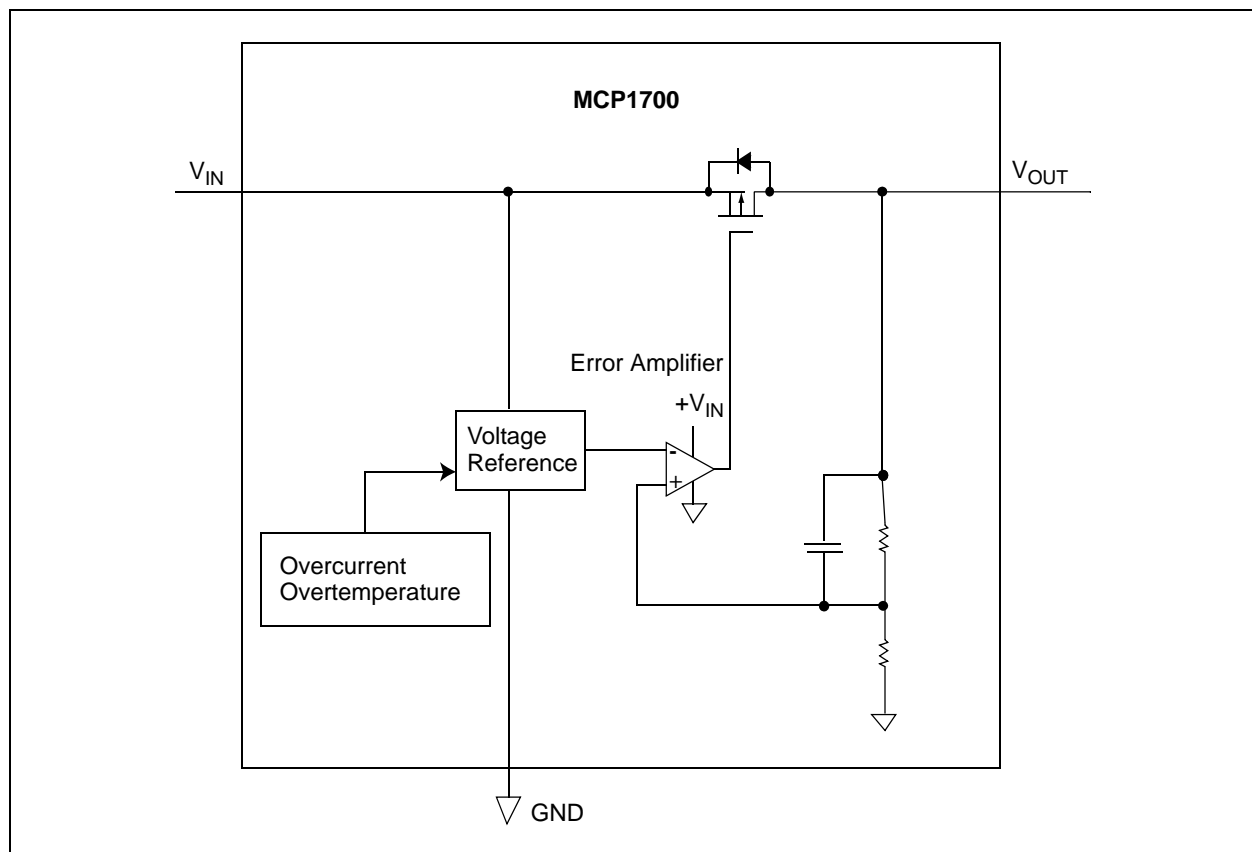 MCP1700
VIN
VOUT
Error Amplifier
+VIN
Voltage
Reference
-
+
Overcurrent
Overtemperature
GND